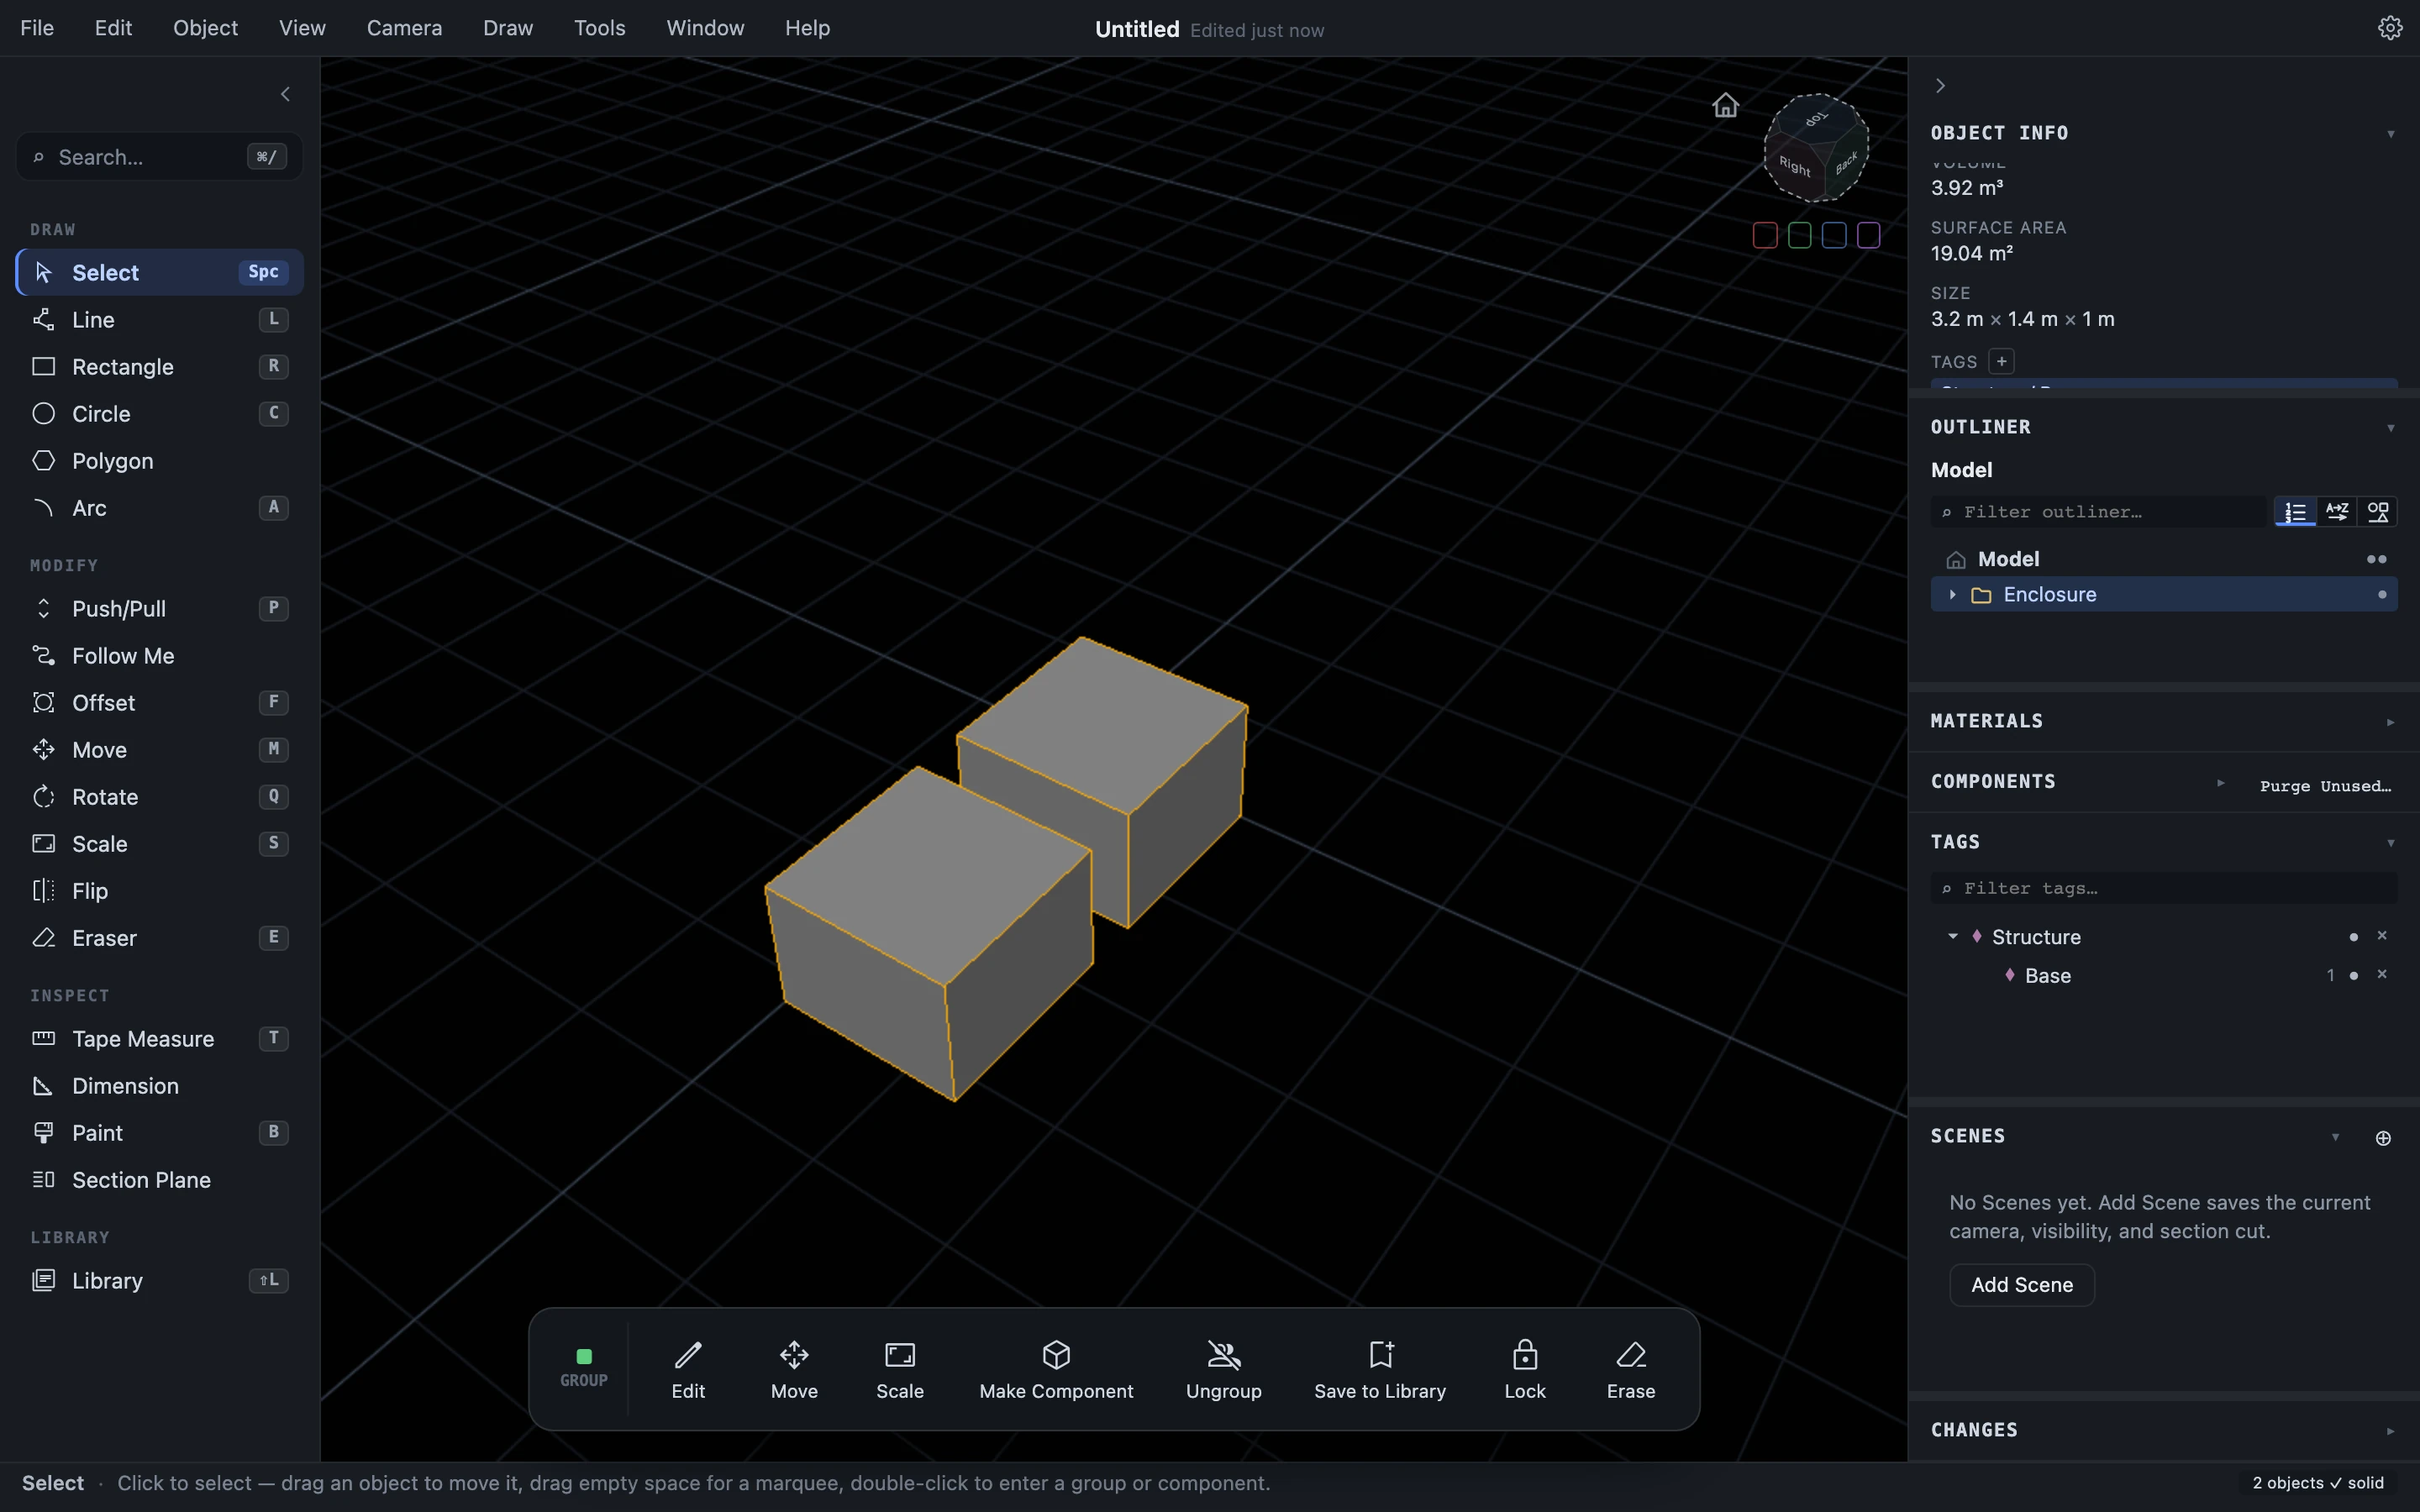 File Edit Object View Camera Draw Tools Window Help
Untitled Edited just now
Search... ⌘/
DRAW
Select Spc
Line L
Rectangle R
Circle C
Polygon
Arc A
MODIFY
Push/Pull P
Follow Me
Offset F
Move M
Rotate Q
Scale S
Flip
Eraser E
INSPECT
Tape Measure T
Dimension
Paint B
Section Plane
LIBRARY
Library ⇧L
Top
Right
Back
GROUP
Edit
Move
Scale
Make Component
Ungroup
Save to Library
Lock
Erase
OBJECT INFO
VOLUME
3.92 m³
SURFACE AREA
19.04 m²
SIZE
3.2 m × 1.4 m × 1 m
TAGS +
OUTLINER
Model
Filter outliner…
Model
Enclosure
MATERIALS
COMPONENTS Purge Unused…
TAGS
Filter tags…
Structure ×
Base 1 ×
SCENES
No Scenes yet. Add Scene saves the current
camera, visibility, and section cut.
Add Scene
CHANGES
Select · Click to select — drag an object to move it, drag empty space for a marquee, double-click to enter a group or component.
2 objects ✓ solid